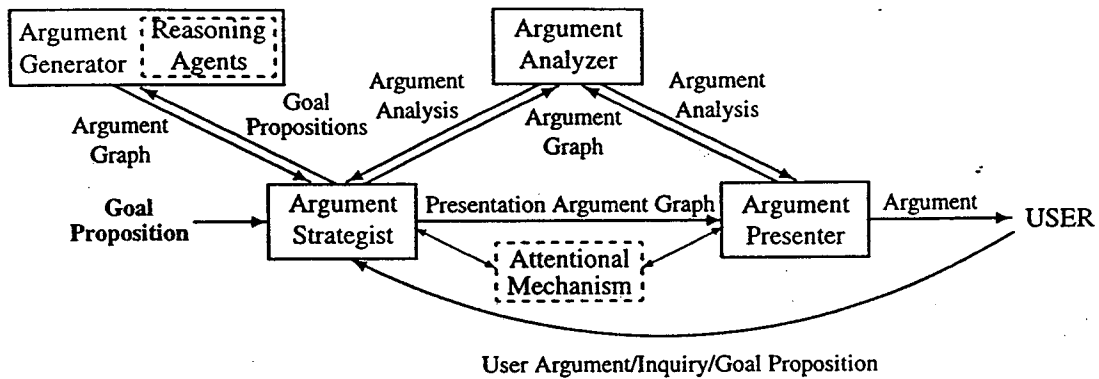 Argument
Generator
Reasoning
Agents
Argument
Analyzer
Argument
Graph
Goal
Propositions
Argument
Analysis
Argument
Graph
Argument
Analysis
Goal
Proposition
Argument
Strategist
Presentation Argument Graph
Attentional
Mechanism
Argument
Presenter
Argument
USER
User Argument/Inquiry/Goal Proposition